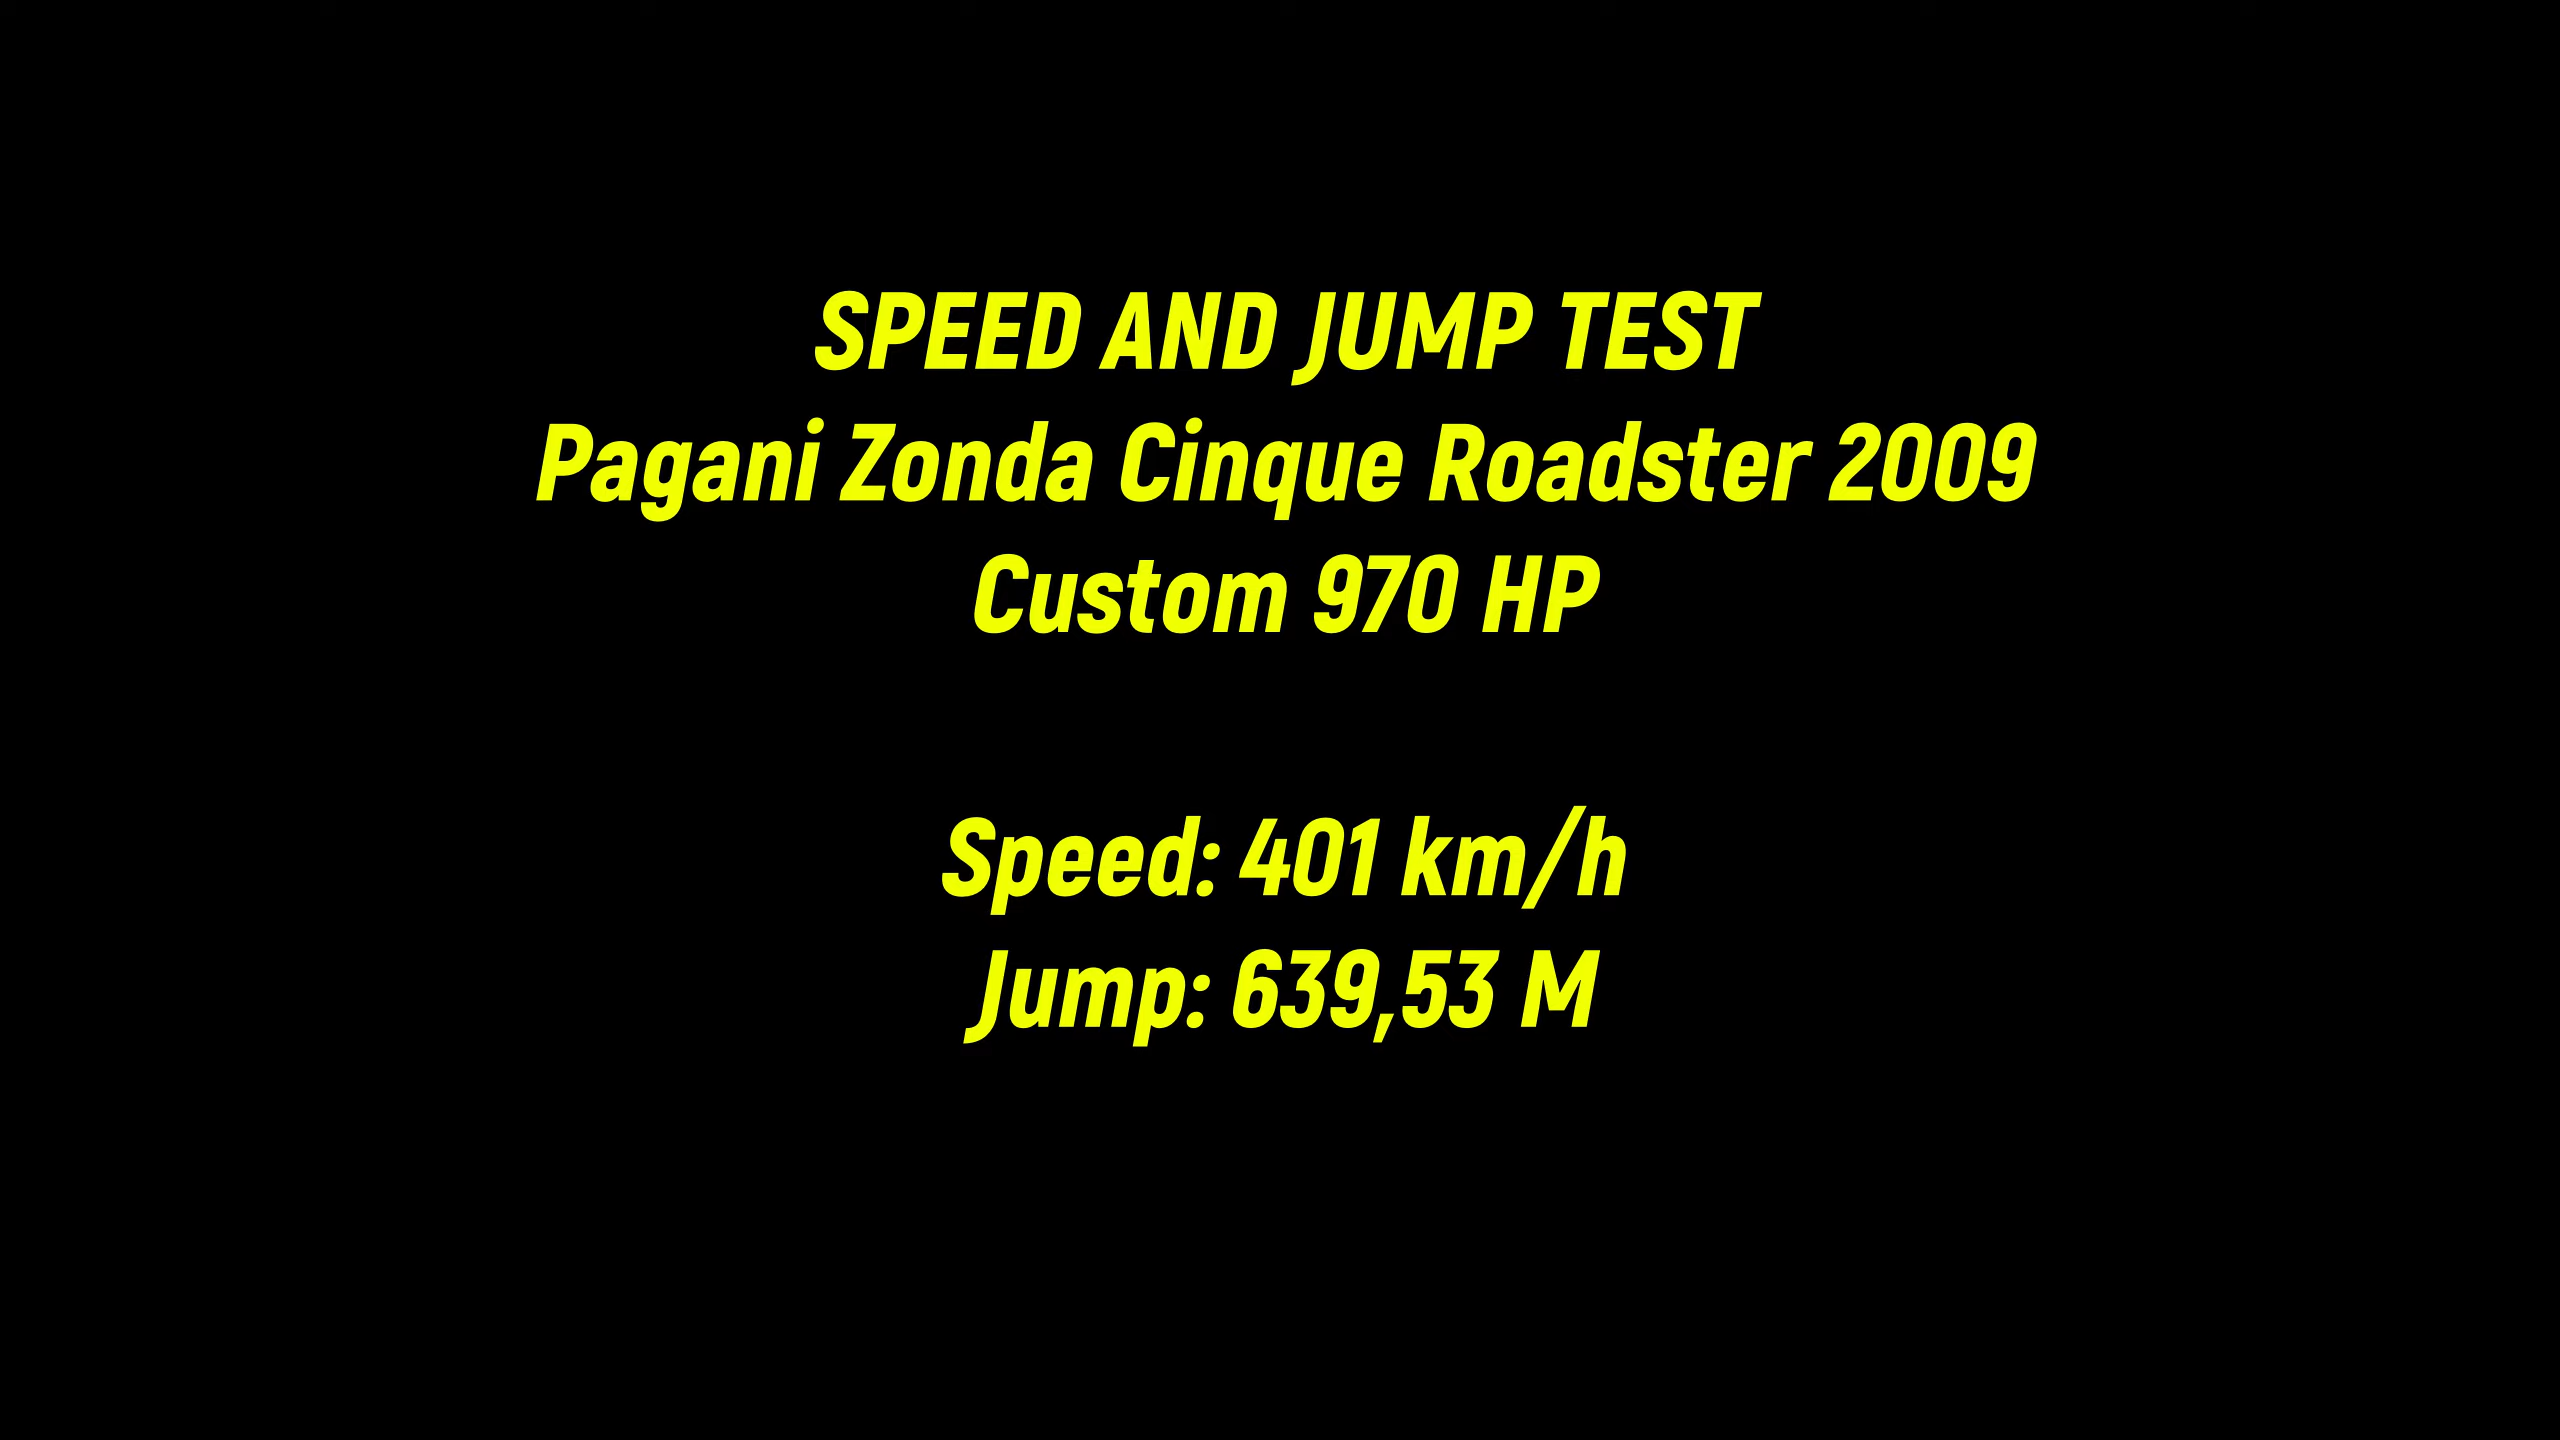 SPEED AND JUMP TEST
Pagani Zonda Cinque Roadster 2009
Custom 970 HP
Speed: 401 km/h
Jump: 639,53 M